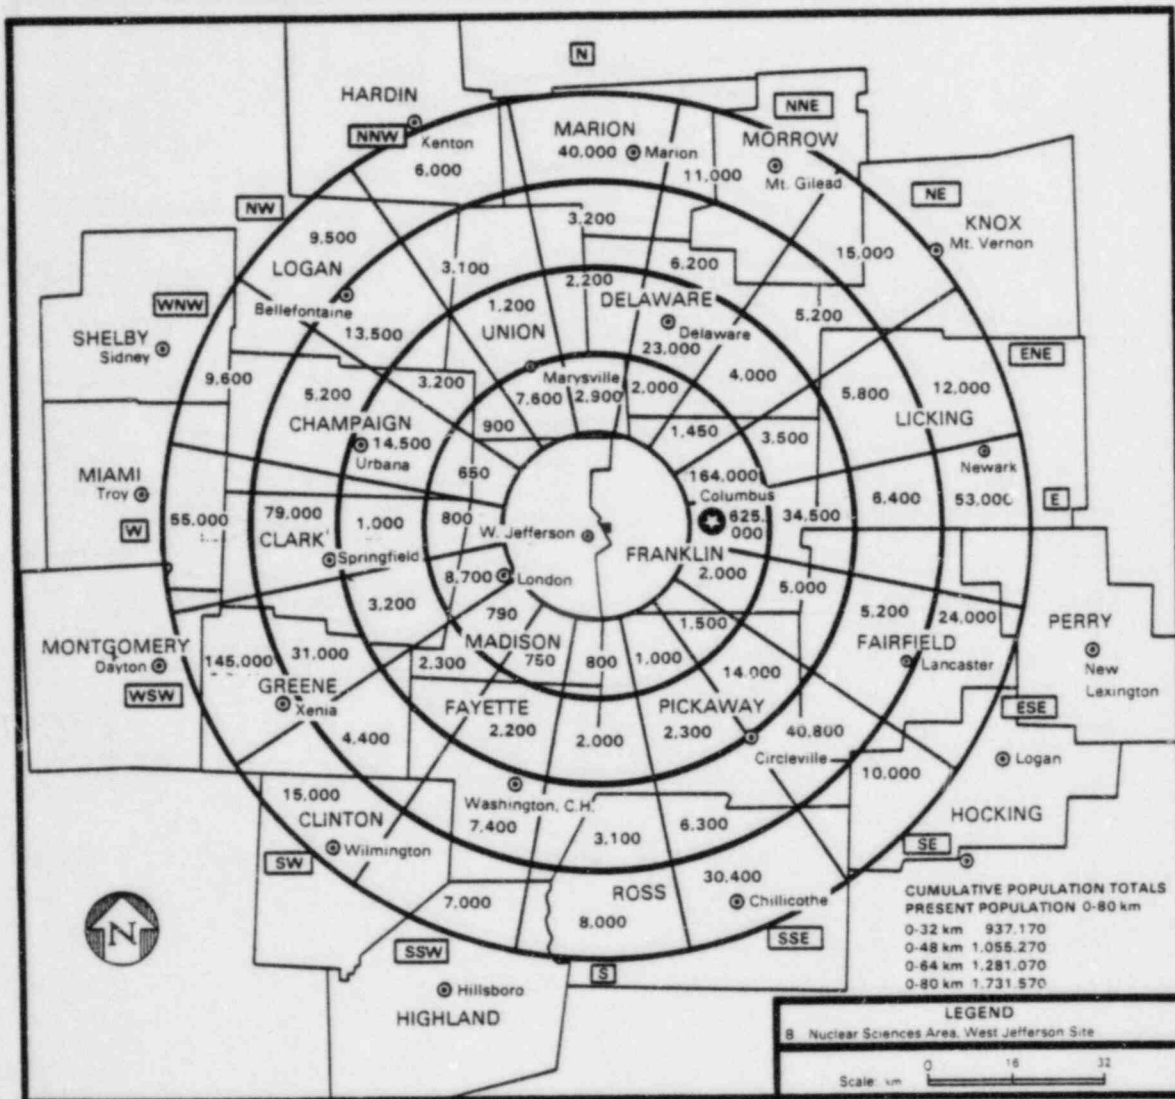 N
HARDIN
NNE
MARION
MORROW
NNW
Kenton
40.000 Marion
6.000
11.000
Mt. Gilead
NE
NW
KNOX
3.200
Mt. Vernon
9.500
15.000
LOGAN
3.100
6.200
2.200
WNW
DELAWARE
Bellefontaine
1.200
5.200
UNION
Delaware
13.500
SHELBY
23.000
Sidney
ENE
Marysville
4.000
9.600
3.200
2.000
5.800
12.000
5.200
7.600
2.900
CHAMPAIGN
LICKING
900
1.450
3.500
14.500
Urbana
Newark
MIAMI
650
164.000
Troy
Columbus
6.400
53.000
E
55.000
79.000
1.000
800
625.
000
34.500
W
W. Jefferson
CLARK
Springfield
FRANKLIN
8.700
London
2.000
5.000
3.200
790
5.200
24.000
1.500
PERRY
MONTGOMERY
MADISON
FAIRFIELD
Dayton
145.000
31.000
2.300
750
800
1.000
Lancaster
New
Lexington
14.000
GREENE
WSW
Xenia
FAYETTE
PICKAWAY
ESE
2.200
2.300
4.400
2.000
40.800
Circleville
Logan
10.000
15.000
Washington, C.H.
HOCKING
CLINTON
7.400
3.100
6.300
Wilmington
SE
SW
30.400
ROSS
CUMULATIVE POPULATION TOTALS
7.000
Chillicothe
PRESENT POPULATION 0-80 km
8.000
0-32 km 937.170
N
SSE
0-48 km 1.055.270
SSW
0-64 km 1.281.070
S
0-80 km 1.731.570
Hillsboro
LEGEND
HIGHLAND
8 Nuclear Sciences Area, West Jefferson Site
0 16 32
Scale: km